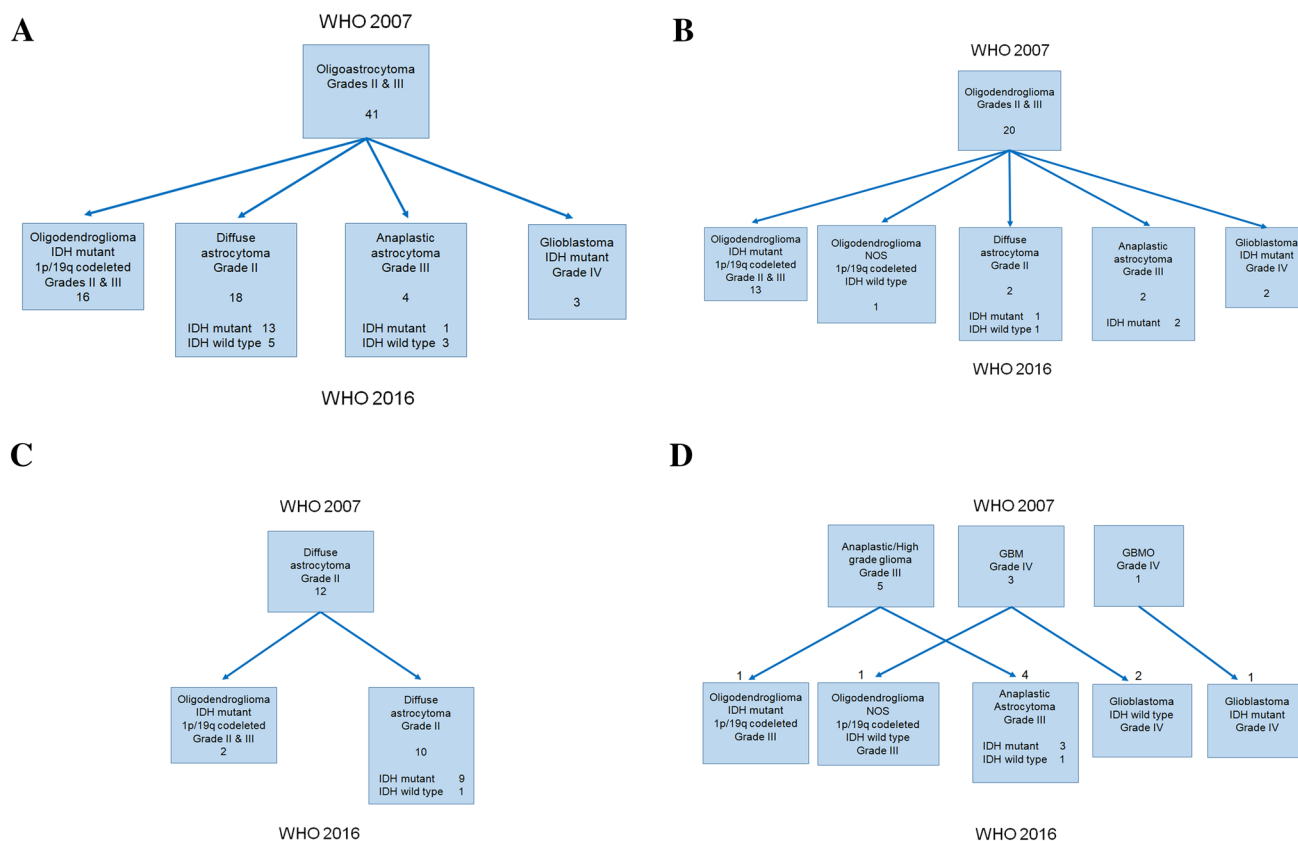 A
WHO 2007
Oligoastrocytoma
Grades II & III
41
Oligodendroglioma
IDH mutant
1p/19q codeleted
Grades II & III
16
Diffuse
astrocytoma
Grade II
18
IDH mutant 13
IDH wild type 5
Anaplastic
astrocytoma
Grade III
4
IDH mutant 1
IDH wild type 3
Glioblastoma
IDH mutant
Grade IV
3
WHO 2016
B
WHO 2007
Oligodendroglioma
Grades II & III
20
Oligodendroglioma
IDH mutant
1p/19q codeleted
Grade II & III
13
Oligodendroglioma
NOS
1p/19q codeleted
IDH wild type
1
Diffuse
astrocytoma
Grade II
2
IDH mutant 1
IDH wild type 1
Anaplastic
astrocytoma
Grade III
2
IDH mutant 2
Glioblastoma
IDH mutant
Grade IV
2
WHO 2016
C
WHO 2007
Diffuse
astrocytoma
Grade II
12
Oligodendroglioma
IDH mutant
1p/19q codeleted
Grade II & III
2
Diffuse
astrocytoma
Grade II
10
IDH mutant 9
IDH wild type 1
WHO 2016
D
WHO 2007
Anaplastic/High
grade glioma
Grade III
5
GBM
Grade IV
3
GBMO
Grade IV
1
1
Oligodendroglioma
IDH mutant
1p/19q codeleted
Grade III
1
Oligodendroglioma
NOS
1p/19q codeleted
IDH wild type
Grade III
4
Anaplastic
Astrocytoma
Grade III
IDH mutant 3
IDH wild type 1
2
Glioblastoma
IDH wild type
Grade IV
1
Glioblastoma
IDH mutant
Grade IV
WHO 2016